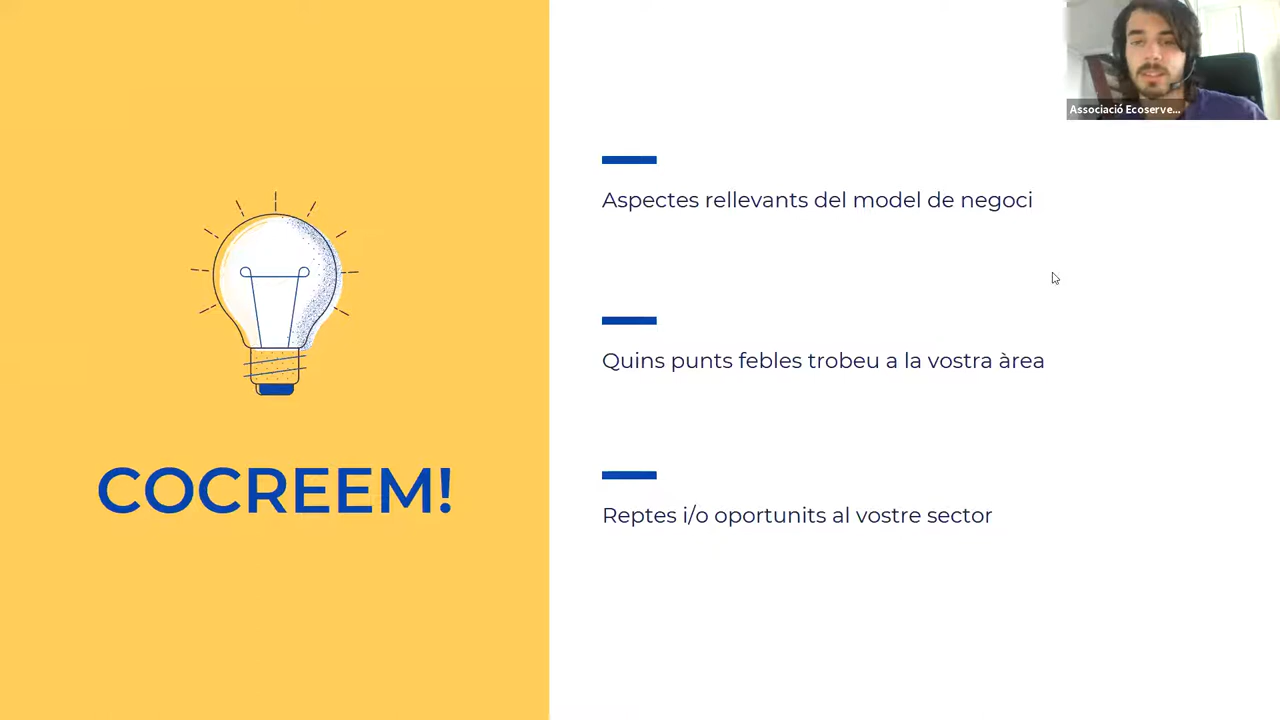 Associació Ecoserve...
Aspectes rellevants del model de negoci
Quins punts febles trobeu a la vostra àrea
COCREEM!
Reptes i/o oportunits al vostre sector